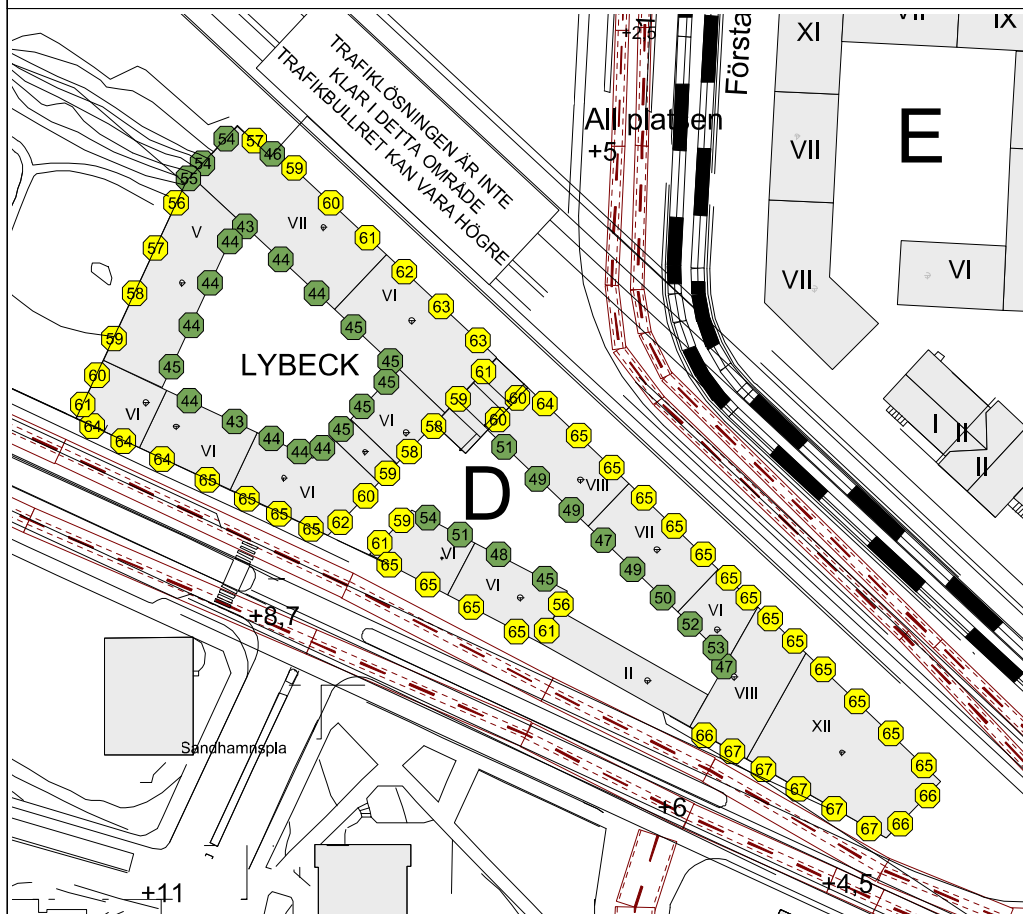 VII
IX
XI
Första
+2,5
TRAFIKLÖSNINGEN ÄR INTE
KLAR I DETTA OMRÅDE
TRAFIKBULLRET KAN VARA HÖGRE
All platsen
+5
E
VII
VII
VI
I
II
II
54
57
46
54
55
59
56
60
43
VII
V
44
61
57
44
62
44
58
44
VI
63
44
45
63
59
LYBECK
45
45
61
60
45
44
45
59
60
64
61
VI
64
43
VI
45
58
60
65
64
44
44
44
51
64
VI
58
65
59
49
VIII
65
65
VI
60
D
49
65
65
65
62
59
54
51
47
VII
65
61
VI
48
49
65
65
VI
45
50
65
65
65
56
52
VI
65
65
61
53
47
65
II
VIII
65
66
67
XII
65
67
65
67
66
67
67
66
+8,7
Sandhamnspla
+6
+4,5
+11